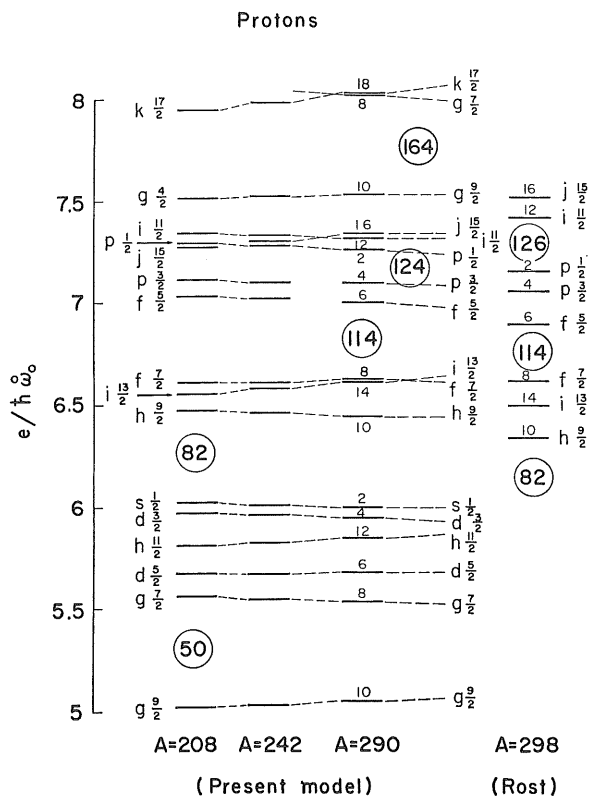 Protons
e/ħω̊₀
8
7.5
7
6.5
6
5.5
5
k 17/2
g 4/2
i 11/2
p 1/2
j 15/2
p 3/2
f 5/2
f 7/2
i 13/2
h 9/2
82
s 1/2
d 3/2
h 11/2
d 5/2
g 7/2
50
g 9/2
18
8
164
10
16
12
2
124
4
6
114
8
14
10
2
4
12
6
8
10
k 17/2
g 7/2
g 9/2
j 15/2
i 11/2
p 1/2
p 3/2
f 5/2
i 13/2
f 7/2
h 9/2
s 1/2
d 3/2
h 11/2
d 5/2
g 7/2
g 9/2
16 j 15/2
12 i 11/2
126
2 p 1/2
4 p 3/2
6 f 5/2
114
8 f 7/2
14 i 13/2
10 h 9/2
82
A=208 A=242 A=290 A=298
(Present model) (Rost)